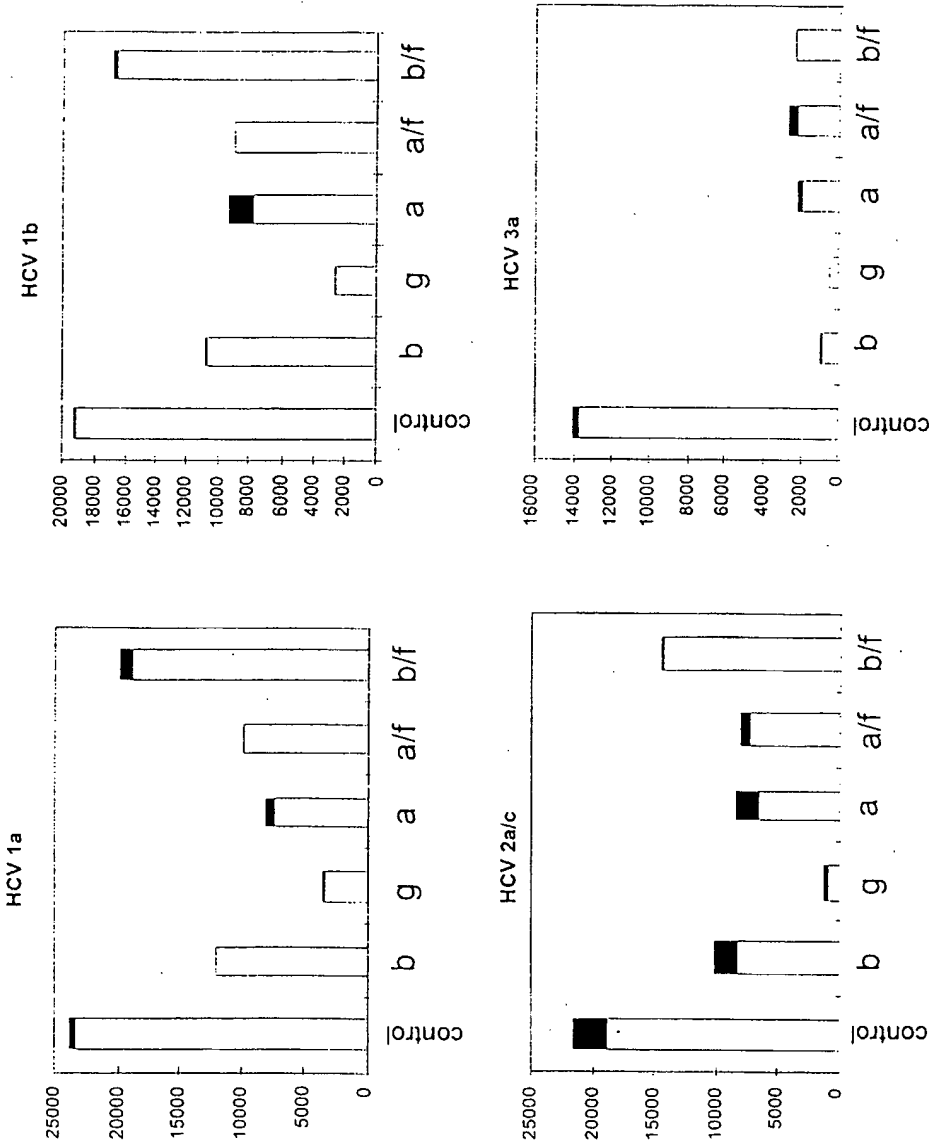 HCV 1a
25000
20000
15000
10000
5000
0
control
b
g
a
a/f
b/f
HCV 1b
20000
18000
16000
14000
12000
10000
8000
6000
4000
2000
0
control
b
g
a
a/f
b/f
HCV 2a/c
25000
20000
15000
10000
5000
0
control
b
g
a
a/f
b/f
HCV 3a
16000
14000
12000
10000
8000
6000
4000
2000
0
control
b
g
a
a/f
b/f